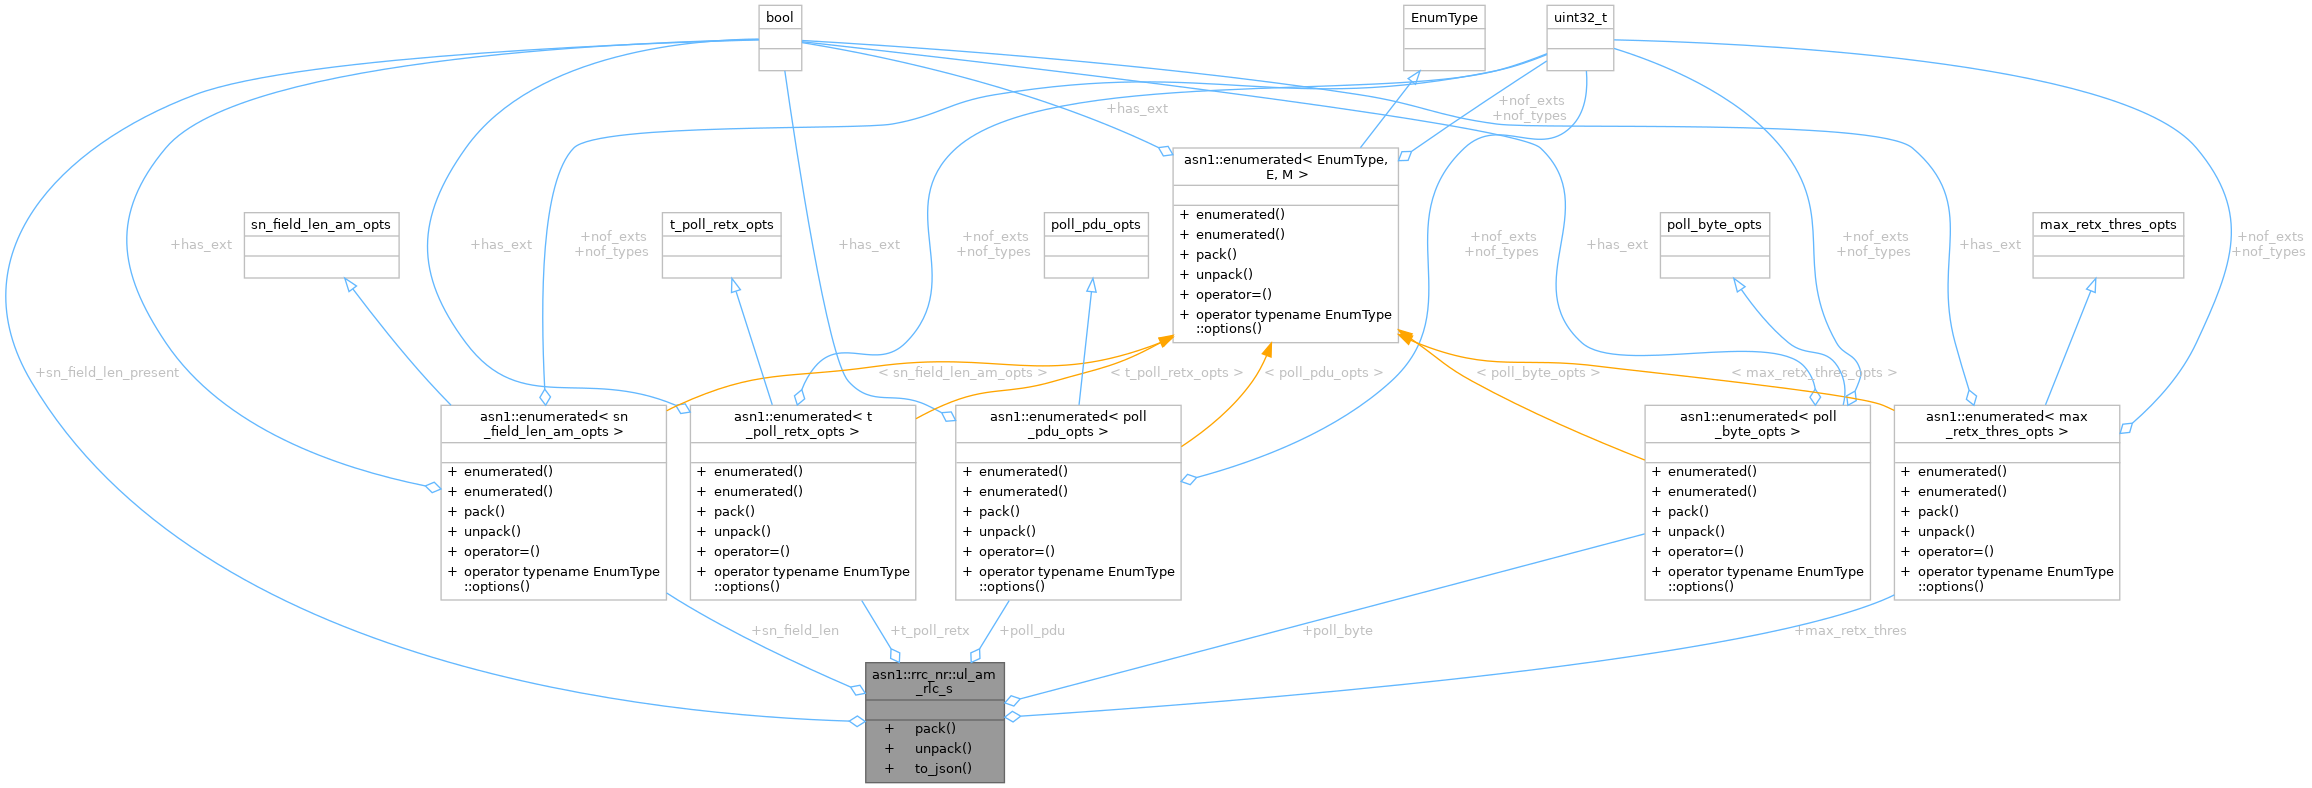 bool
EnumType
uint32_t
+has_ext
+nof_exts
+nof_types
asn1::enumerated< EnumType,
E, M >
+ enumerated()
+ enumerated()
+ pack()
+ unpack()
+ operator=()
+ operator typename EnumType
::options()
sn_field_len_am_opts
t_poll_retx_opts
poll_pdu_opts
poll_byte_opts
max_retx_thres_opts
+has_ext
+has_ext
+nof_exts
+nof_types
+has_ext
+nof_exts
+nof_types
+nof_exts
+nof_types
+has_ext
+nof_exts
+nof_types
+has_ext
+nof_exts
+nof_types
+sn_field_len_present
< sn_field_len_am_opts >
< t_poll_retx_opts >
< poll_pdu_opts >
< poll_byte_opts >
< max_retx_thres_opts >
asn1::enumerated< sn
_field_len_am_opts >
+ enumerated()
+ enumerated()
+ pack()
+ unpack()
+ operator=()
+ operator typename EnumType
::options()
asn1::enumerated< t
_poll_retx_opts >
+ enumerated()
+ enumerated()
+ pack()
+ unpack()
+ operator=()
+ operator typename EnumType
::options()
asn1::enumerated< poll
_pdu_opts >
+ enumerated()
+ enumerated()
+ pack()
+ unpack()
+ operator=()
+ operator typename EnumType
::options()
asn1::enumerated< poll
_byte_opts >
+ enumerated()
+ enumerated()
+ pack()
+ unpack()
+ operator=()
+ operator typename EnumType
::options()
asn1::enumerated< max
_retx_thres_opts >
+ enumerated()
+ enumerated()
+ pack()
+ unpack()
+ operator=()
+ operator typename EnumType
::options()
+sn_field_len
+t_poll_retx
+poll_pdu
+poll_byte
+max_retx_thres
asn1::rrc_nr::ul_am
_rlc_s
+ pack()
+ unpack()
+ to_json()